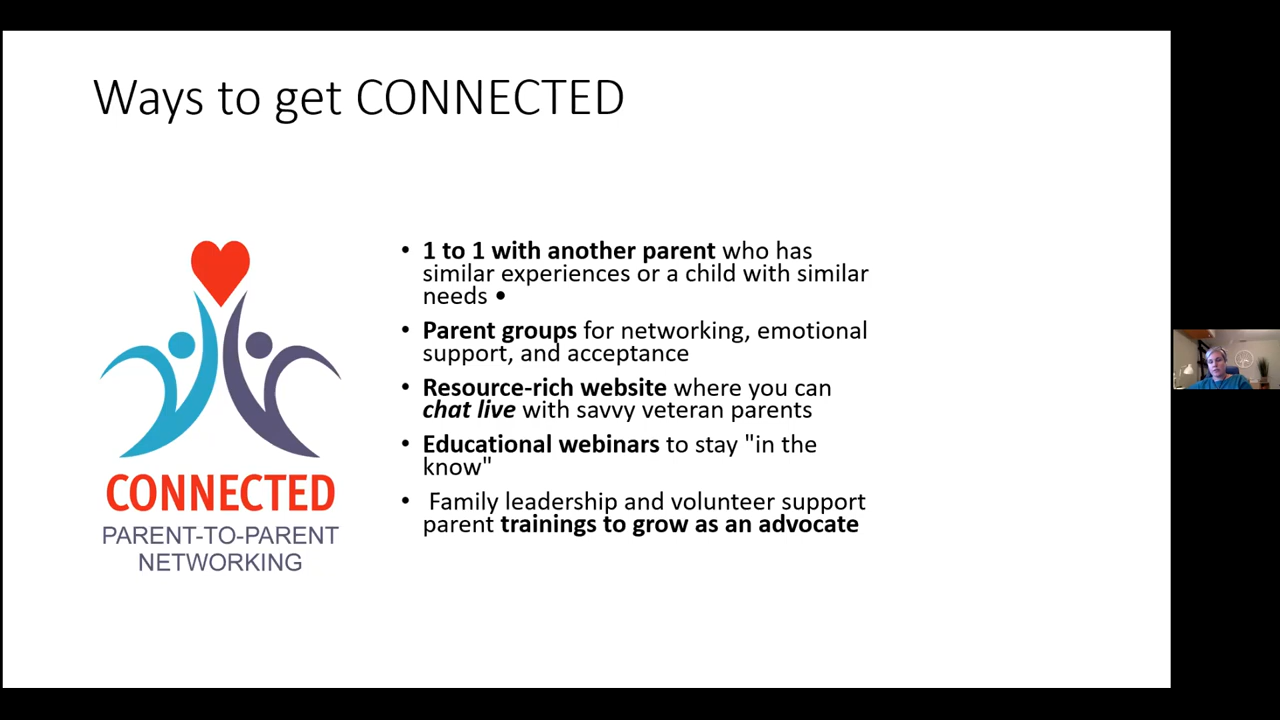 Ways to get CONNECTED
• 1 to 1 with another parent who has
similar experiences or a child with similar
needs •
• Parent groups for networking, emotional
support, and acceptance
• Resource-rich website where you can
chat live with savvy veteran parents
• Educational webinars to stay "in the
know"
• Family leadership and volunteer support
parent trainings to grow as an advocate
CONNECTED
PARENT-TO-PARENT
NETWORKING